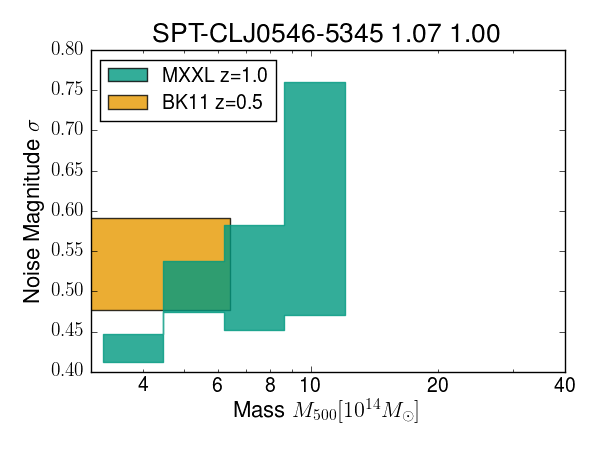 SPT-CLJ0546-5345 1.07 1.00
MXXL z=1.0
BK11 z=0.5
Noise Magnitude σ
0.80
0.75
0.70
0.65
0.60
0.55
0.50
0.45
0.40
4 6 8 10 20 40
Mass M₅₀₀[10¹⁴M☉]